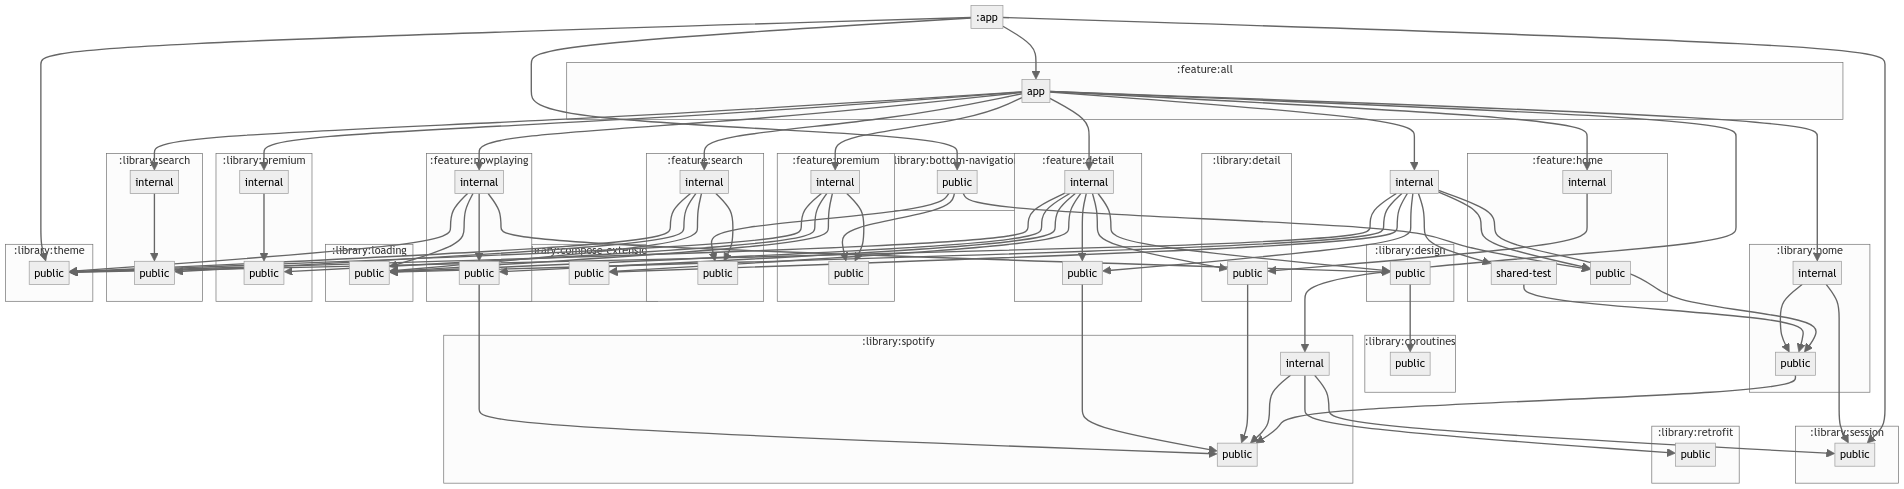 :app
:feature:all
app
:library:search
:library:premium
:feature:nowplaying
:feature:search
:feature:premium
library:bottom-navigatio
:feature:detail
:library:detail
:feature:home
internal
internal
internal
internal
internal
public
internal
internal
internal
:library:theme
:library:loading
rary:compose-extensio
:library:design
:library:home
public
public
public
public
public
public
public
public
public
public
public
shared-test
public
internal
:library:spotify
:library:coroutines
internal
public
public
:library:retrofit
:library:session
public
public
public